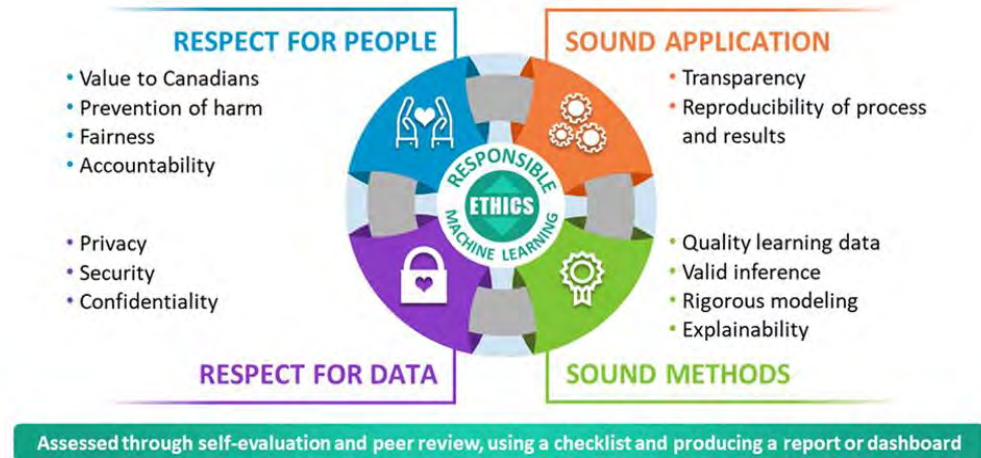 RESPECT FOR PEOPLE
• Value to Canadians
• Prevention of harm
• Fairness
• Accountability
SOUND APPLICATION
• Transparency
• Reproducibility of process
and results
RESPONSIBLE
ETHICS
MACHINE LEARNING
• Privacy
• Security
• Confidentiality
RESPECT FOR DATA
• Quality learning data
• Valid inference
• Rigorous modeling
• Explainability
SOUND METHODS
Assessed through self-evaluation and peer review, using a checklist and producing a report or dashboard